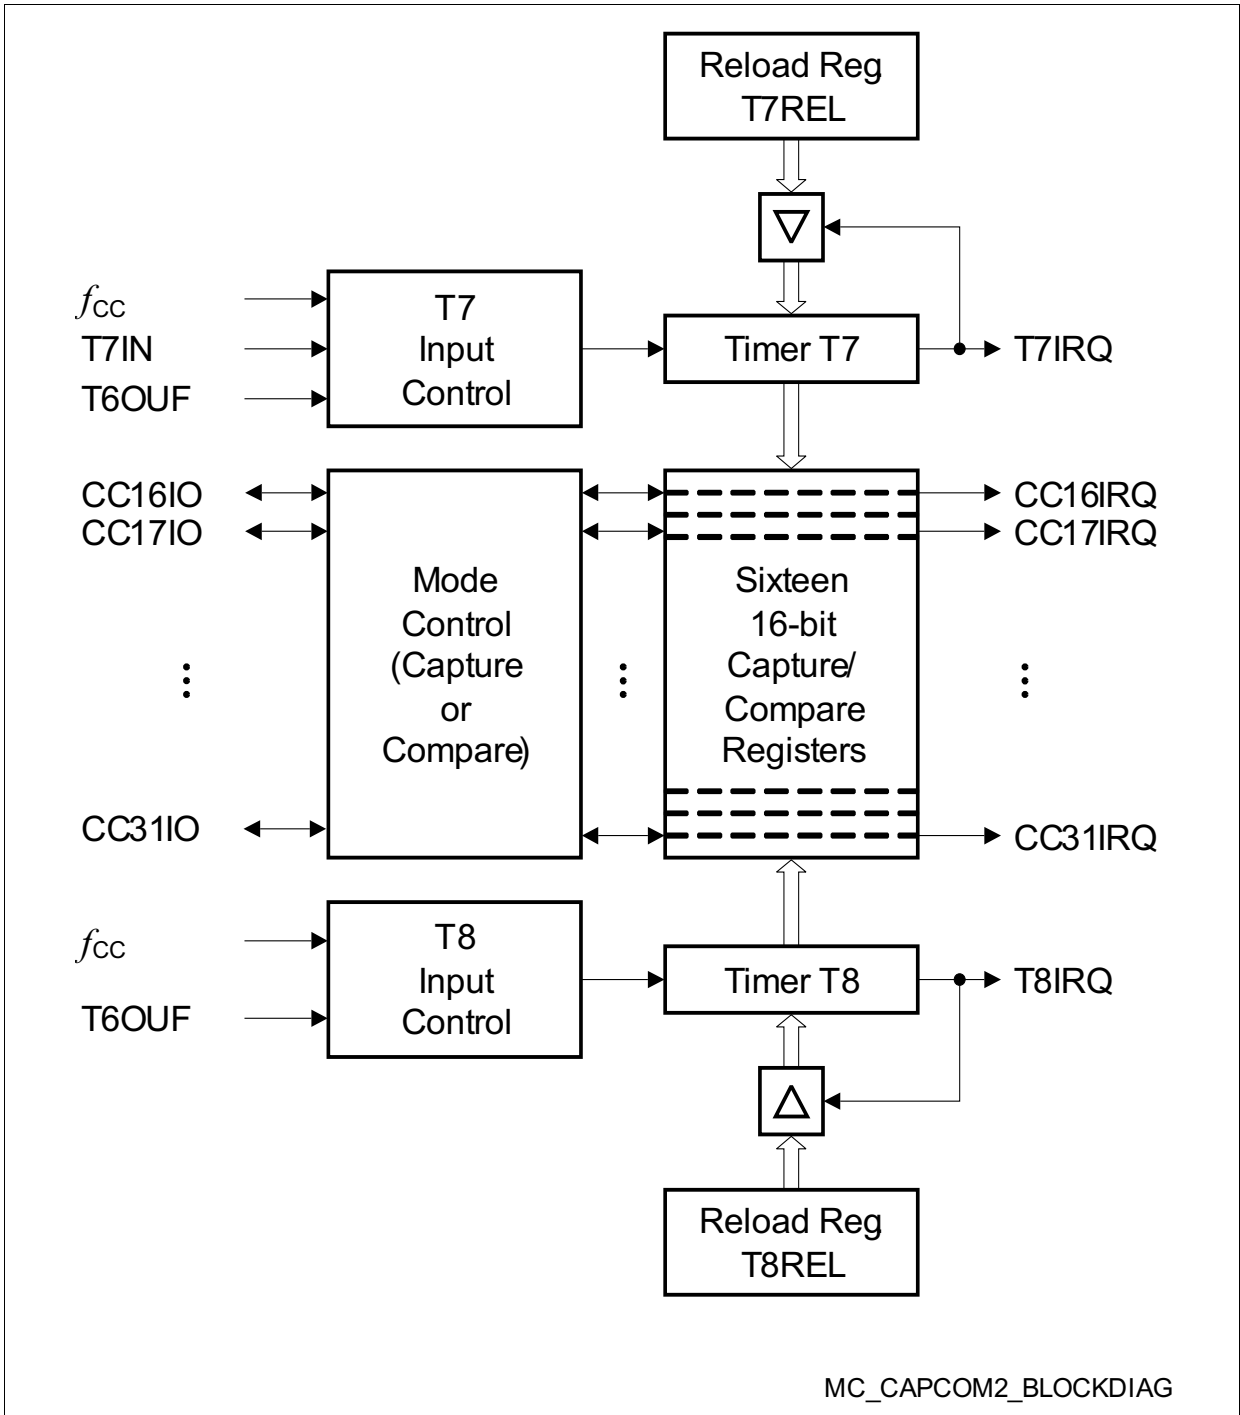 Reload Reg.
T7REL
fCC
T7IN
T6OUF
T7
Input
Control
Timer T7
T7IRQ
CC16IO
CC17IO
CC31IO
Mode
Control
(Capture
or
Compare)
Sixteen
16-bit
Capture/
Compare
Registers
CC16IRQ
CC17IRQ
CC31IRQ
fCC
T6OUF
T8
Input
Control
Timer T8
T8IRQ
Reload Reg.
T8REL
MC_CAPCOM2_BLOCKDIAG